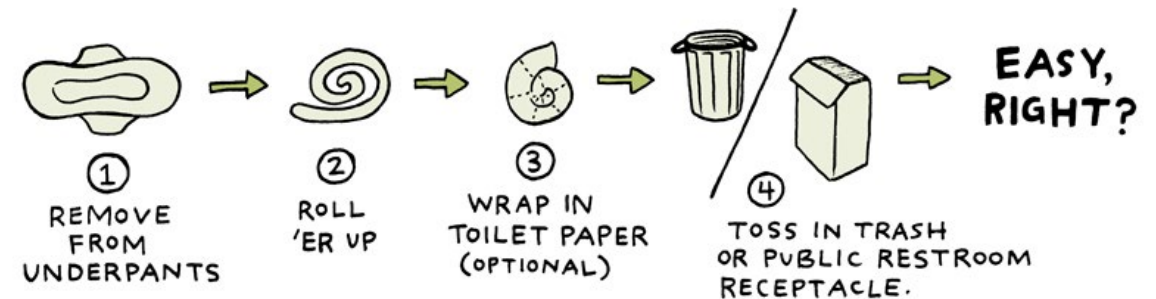 1
REMOVE
FROM
UNDERPANTS
2
ROLL
'ER UP
3
WRAP IN
TOILET PAPER
(OPTIONAL)
4
TOSS IN TRASH
OR PUBLIC RESTROOM
RECEPTACLE.
EASY,
RIGHT?